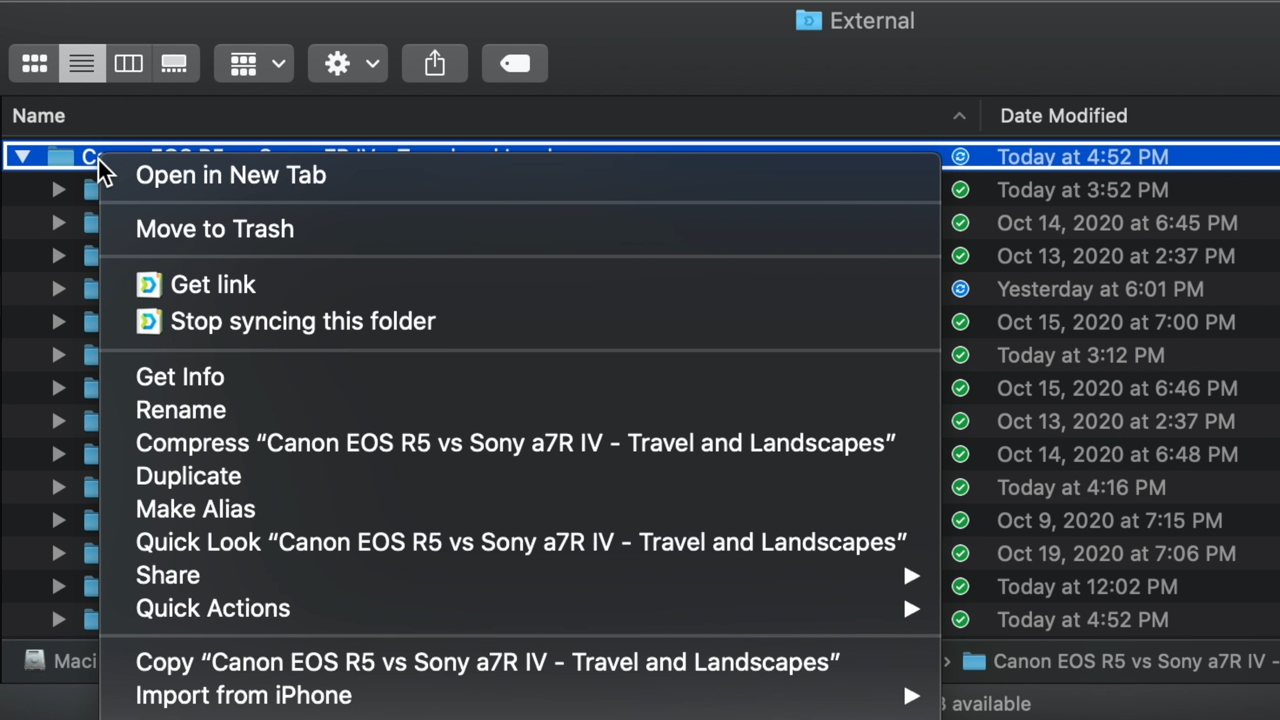 External
Name
Date Modified
Today at 4:52 PM
Open in New Tab
Today at 3:52 PM
Move to Trash
Oct 14, 2020 at 6:45 PM
Oct 13, 2020 at 2:37 PM
Get link
Yesterday at 6:01 PM
Stop syncing this folder
Oct 15, 2020 at 7:00 PM
Today at 3:12 PM
Get Info
Oct 15, 2020 at 6:46 PM
Rename
Oct 13, 2020 at 2:37 PM
Compress “Canon EOS R5 vs Sony a7R IV - Travel and Landscapes”
Oct 14, 2020 at 6:48 PM
Duplicate
Today at 4:16 PM
Make Alias
Oct 9, 2020 at 7:15 PM
Quick Look “Canon EOS R5 vs Sony a7R IV - Travel and Landscapes”
Oct 19, 2020 at 7:06 PM
Share
Today at 12:02 PM
Quick Actions
Today at 4:52 PM
Maci
Copy “Canon EOS R5 vs Sony a7R IV - Travel and Landscapes”
Canon EOS R5 vs Sony a7R IV -
Import from iPhone
available